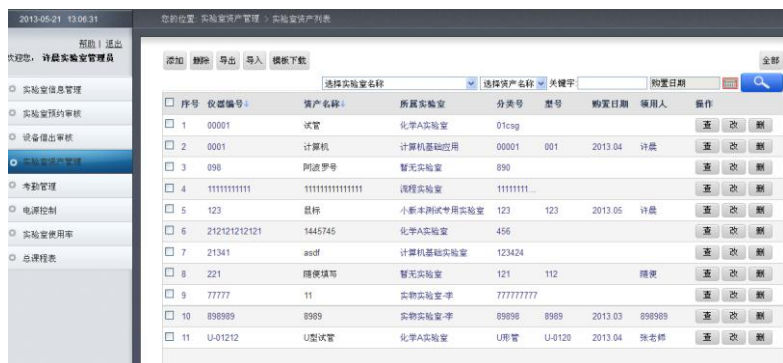 2013-05-21 13:06:31
您的位置: 实验室资产管理 > 实验室资产列表
帮助 | 退出
欢迎您, 许晨实验室管理员
添加 删除 导出 导入 模板下载 全部
选择实验室名称 选择资产名称 关键字: 购置日期
实验室信息管理
实验室预约审核
设备借出审核
实验室资产管理
考勤管理
电源控制
实验室使用率
总课程表
序号 仪器编号↓ 资产名称↓ 所属实验室 分类号 型号 购置日期 领用人 操作
1 00001 试管 化学A实验室 01csg 查 改 删
2 0001 计算机 计算机基础应用 00001 001 2013.04 许晨 查 改 删
3 098 阿波罗号 暂无实验室 890 查 改 删
4 11111111111 11111111111111 流程实验室 11111111... 查 改 删
5 123 鼠标 小新本测试专用实验室 123 123 2013.05 许晨 查 改 删
6 212121212121 1445745 化学A实验室 456 查 改 删
7 21341 asdf 计算机基础实验室 123424 查 改 删
8 221 随便填写 暂无实验室 121 112 随便 查 改 删
9 77777 11 实物实验室-李 777777777 查 改 删
10 898989 8989 实物实验室-李 89898 8989 2013.03 898989 查 改 删
11 U-01212 U型试管 化学A实验室 U形管 U-0120 2013.04 张老师 查 改 删